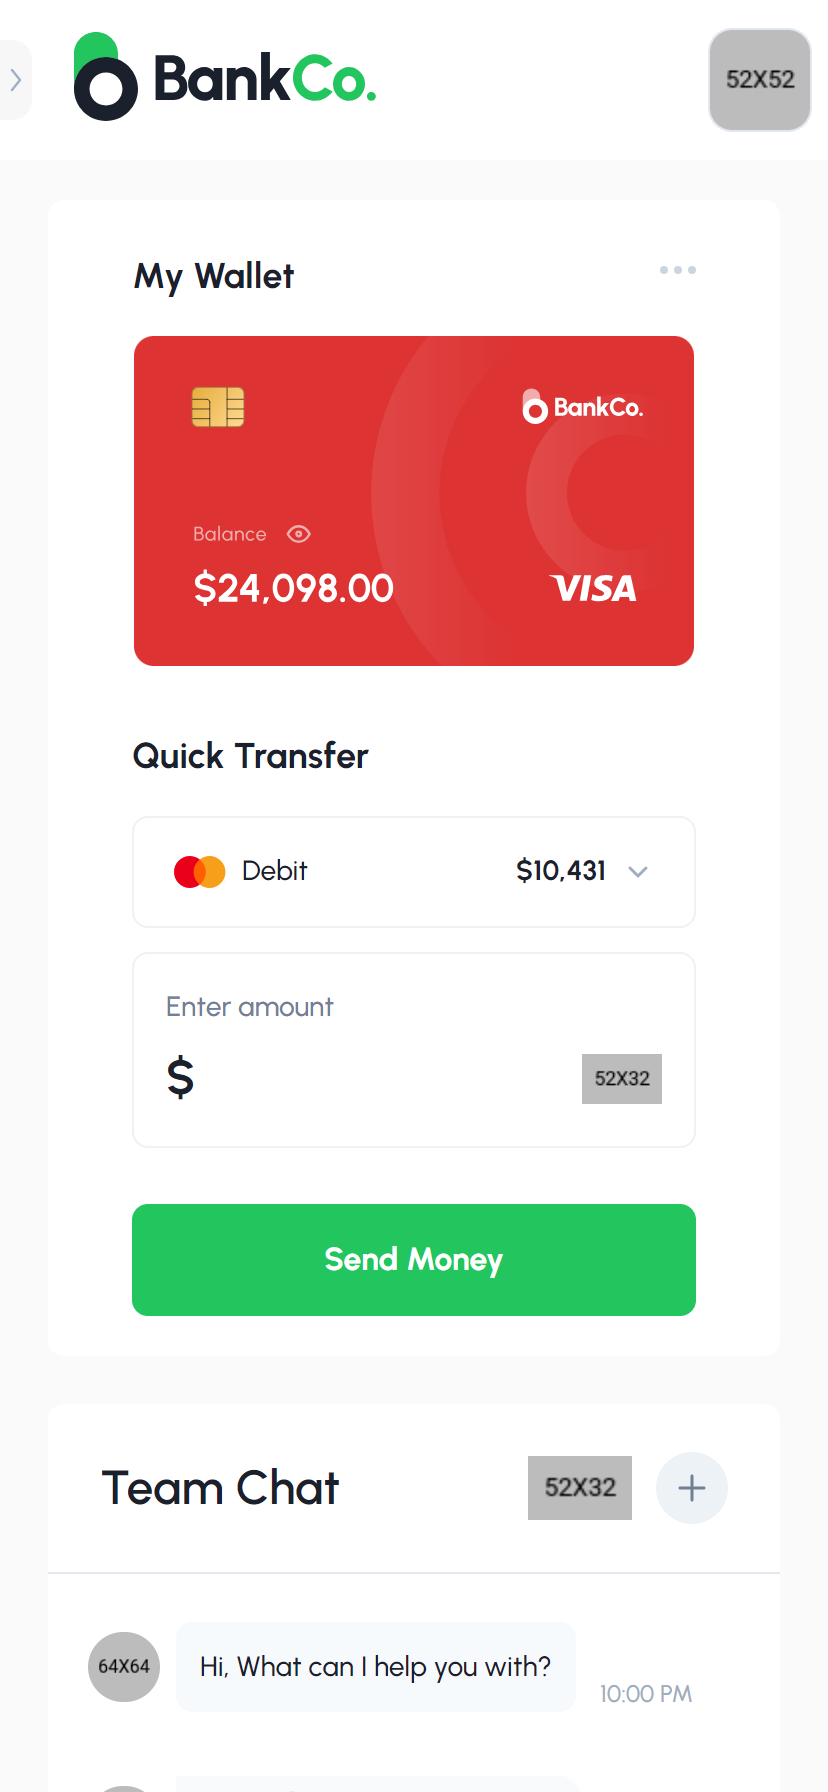 BankCo.
52X52
My Wallet
BankCo.
Balance
$24,098.00
VISA
Quick Transfer
Debit
$10,431
Enter amount
$
52X32
Send Money
Team Chat
52X32
64X64
Hi, What can I help you with?
10:00 PM